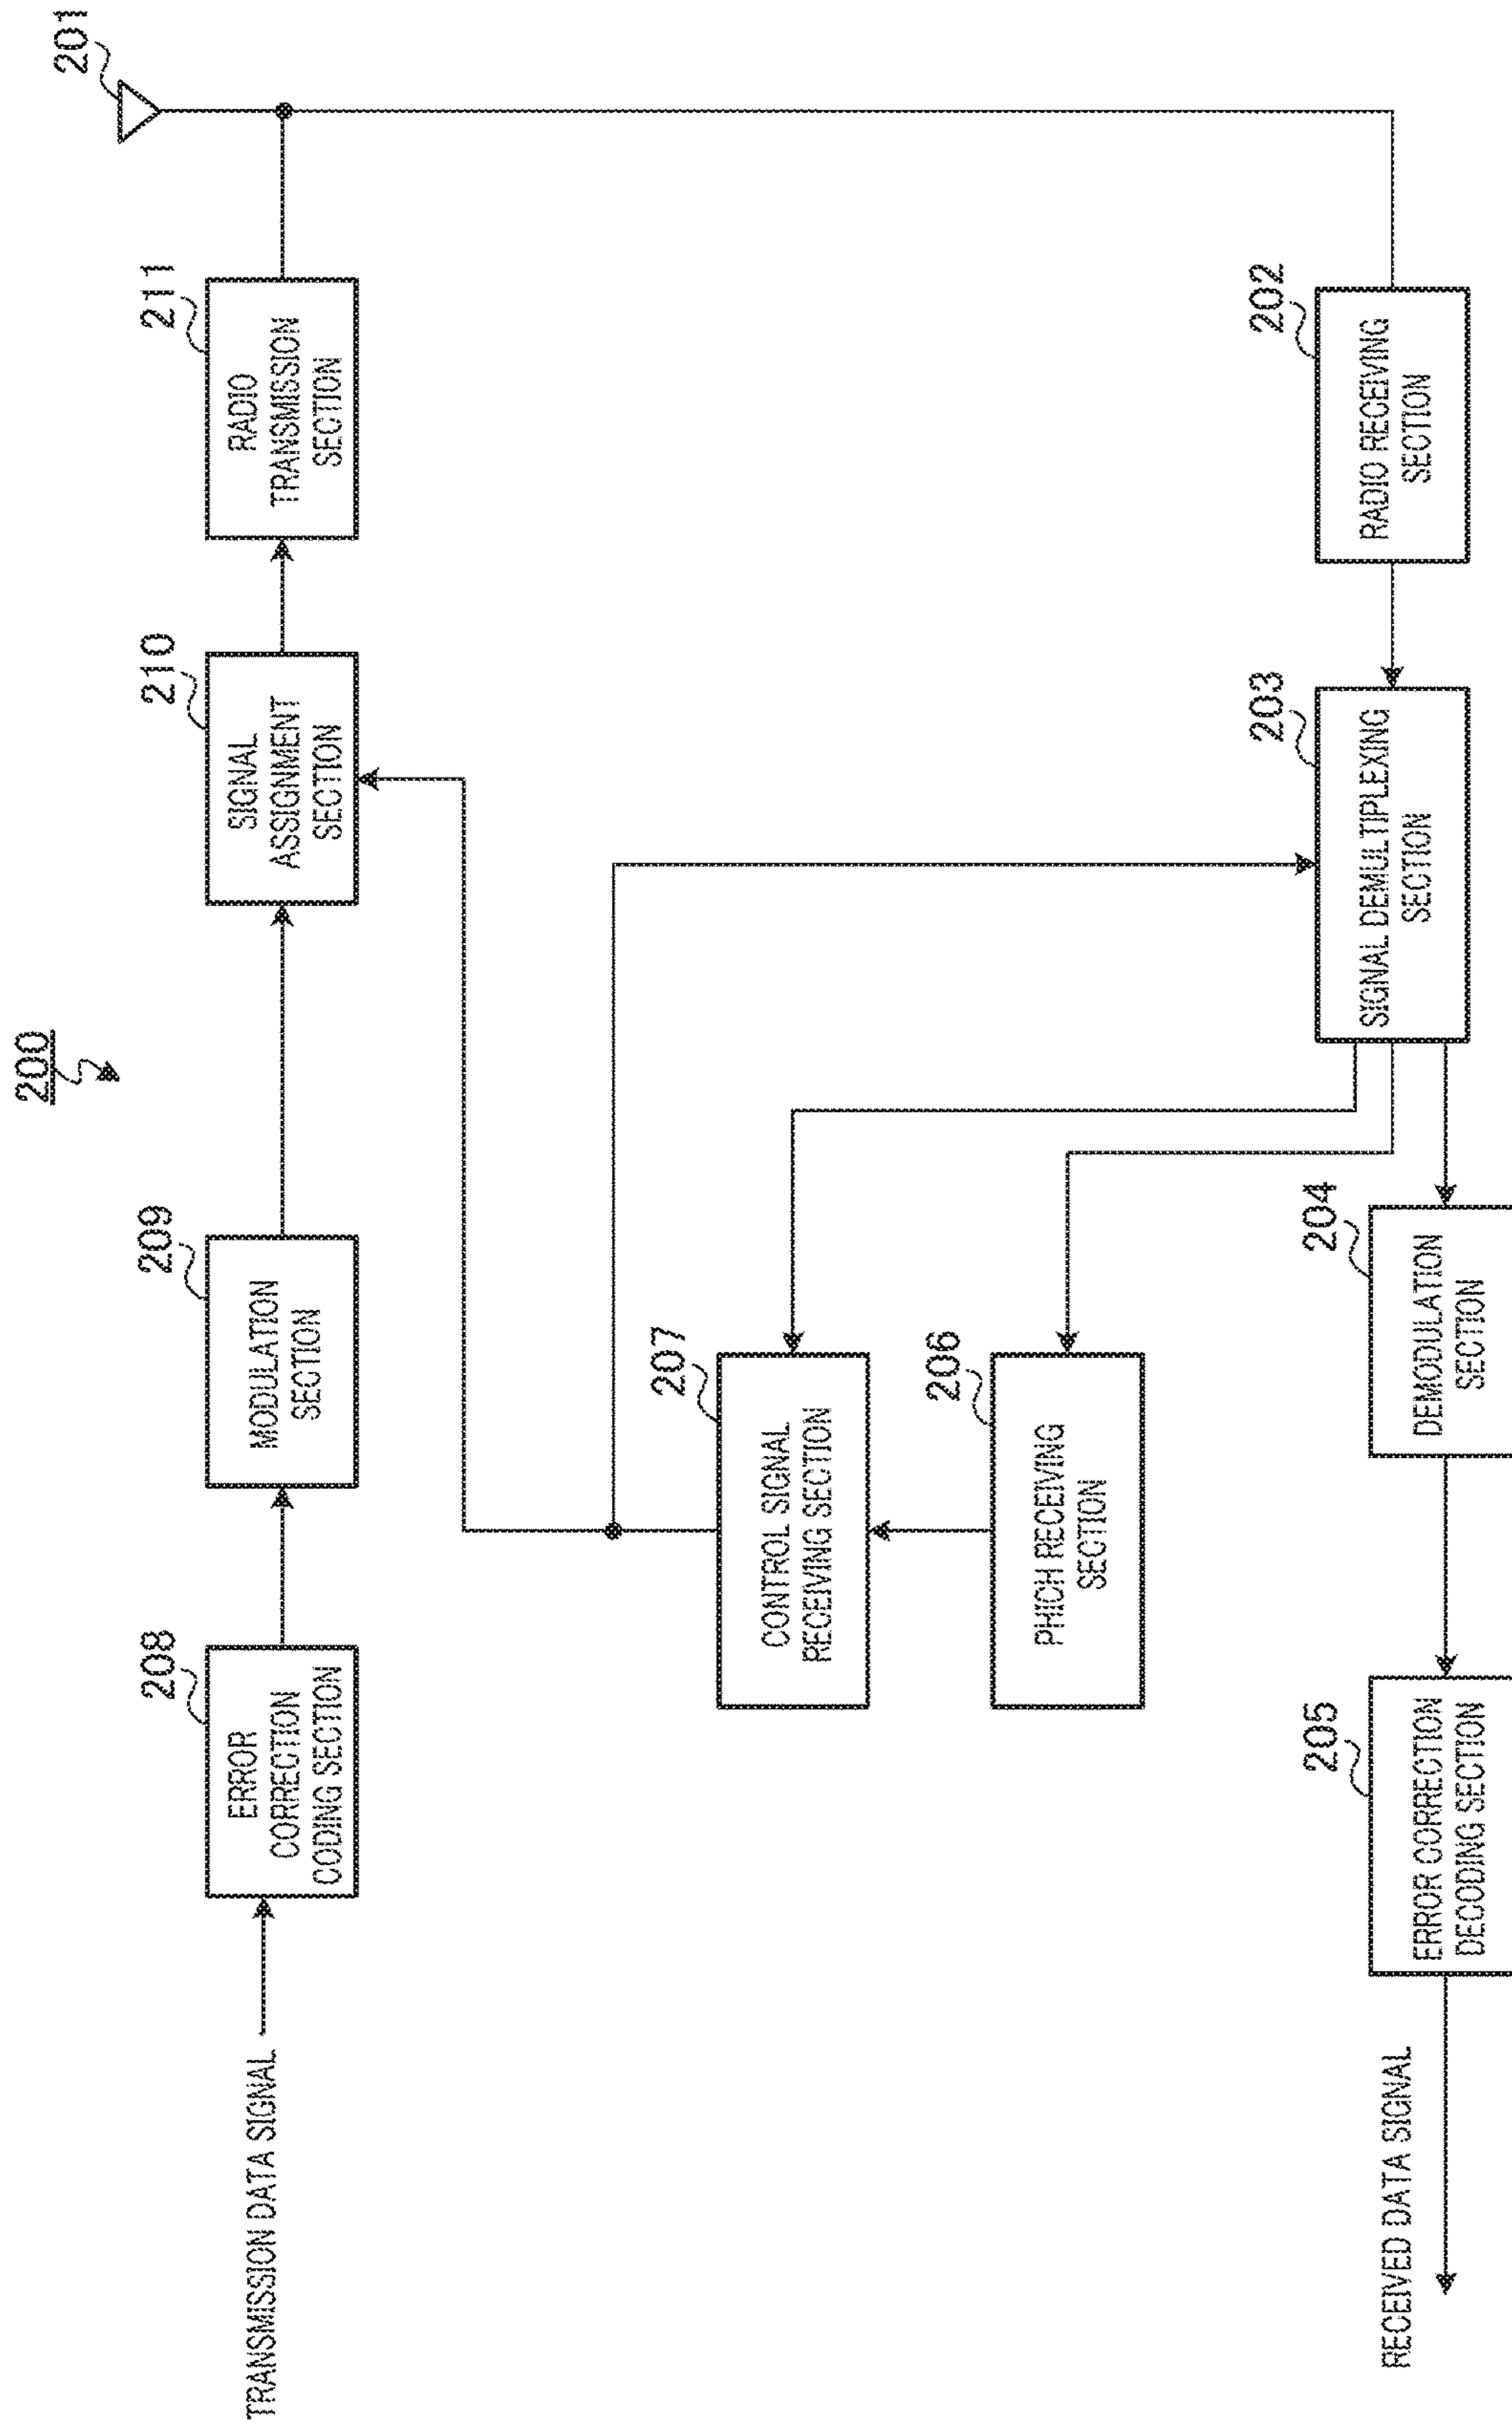 200
TRANSMISSION DATA SIGNAL
208
ERROR
CORRECTION
CODING SECTION
209
MODULATION
SECTION
210
SIGNAL
ASSIGNMENT
SECTION
211
RADIO
TRANSMISSION
SECTION
201
207
CONTROL SIGNAL
RECEIVING SECTION
206
PHICH RECEIVING
SECTION
RECEIVED DATA SIGNAL
205
ERROR CORRECTION
DECODING SECTION
204
DEMODULATION
SECTION
203
SIGNAL DEMULTIPLEXING
SECTION
202
RADIO RECEIVING
SECTION